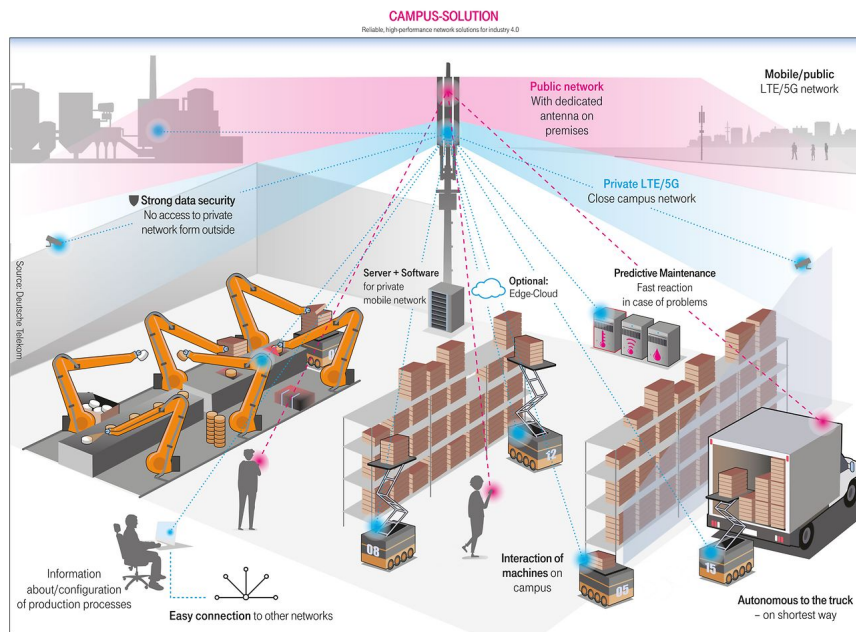 CAMPUS-SOLUTION
Reliable, high-performance network solutions for industry 4.0
Public network
With dedicated
antenna on
premises
Mobile/public
LTE/5G network
Strong data security
No access to private
network form outside
Private LTE/5G
Close campus network
Source: Deutsche Telekom
Server + Software
for private
mobile network
Optional:
Edge-Cloud
Predictive Maintenance
Fast reaction
in case of problems
12
08
05
15
Information
about/configuration
of production processes
Easy connection to other networks
Interaction of
machines on
campus
Autonomous to the truck
– on shortest way